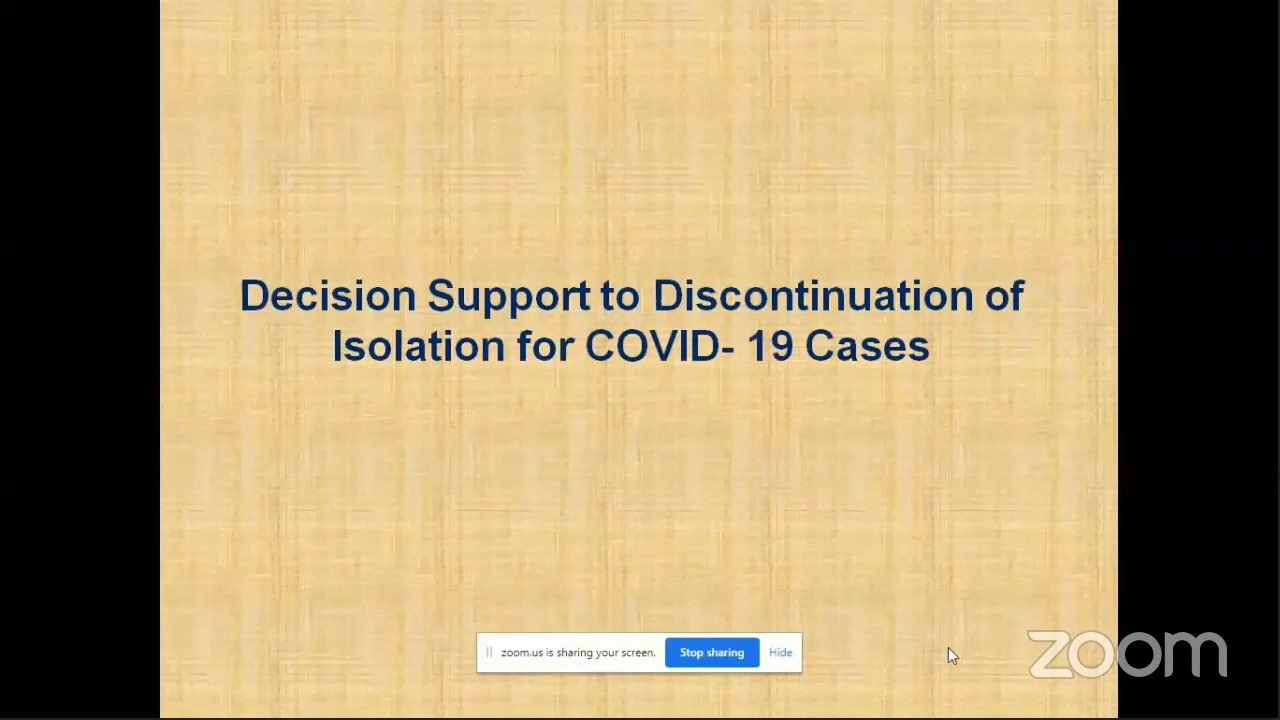 Decision Support to Discontinuation of
Isolation for COVID- 19 Cases
zoom.us is sharing your screen. Stop sharing Hide
zoom